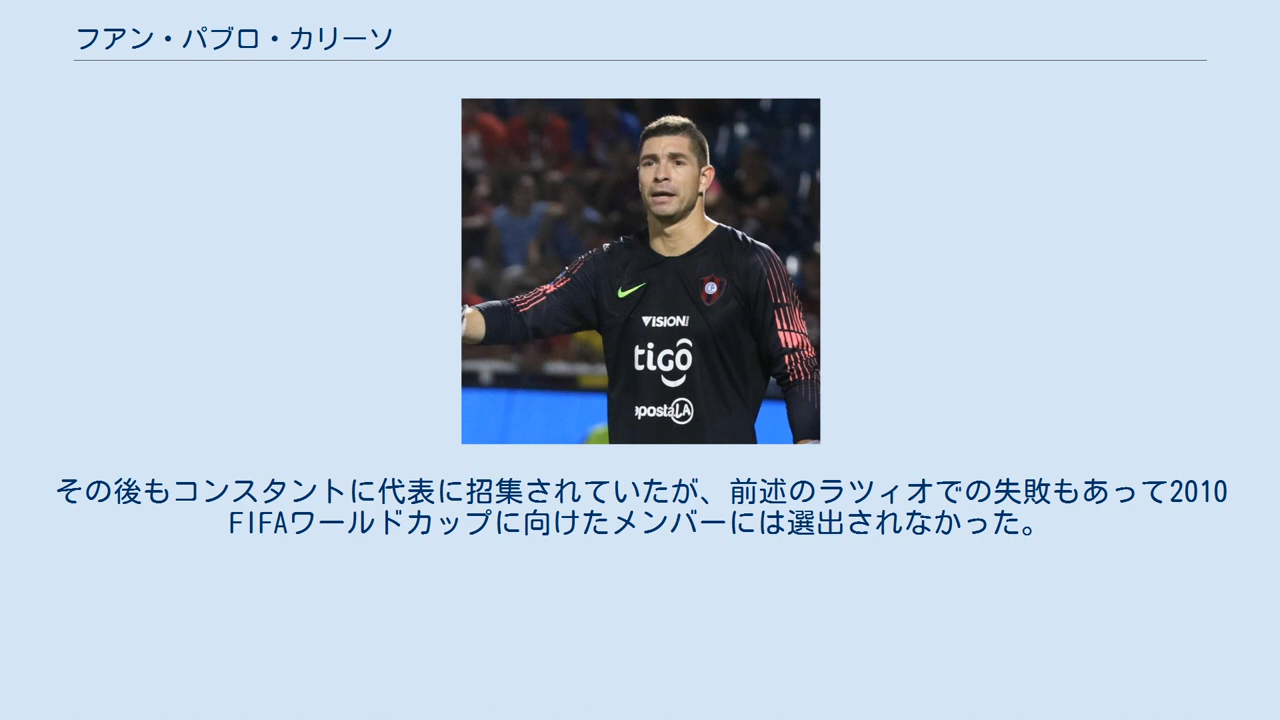 フアン・パブロ・カリーソ
VISION
tigo
apostaLA
その後もコンスタントに代表に招集されていたが、前述のラツィオでの失敗もあって2010
FIFAワールドカップに向けたメンバーには選出されなかった。